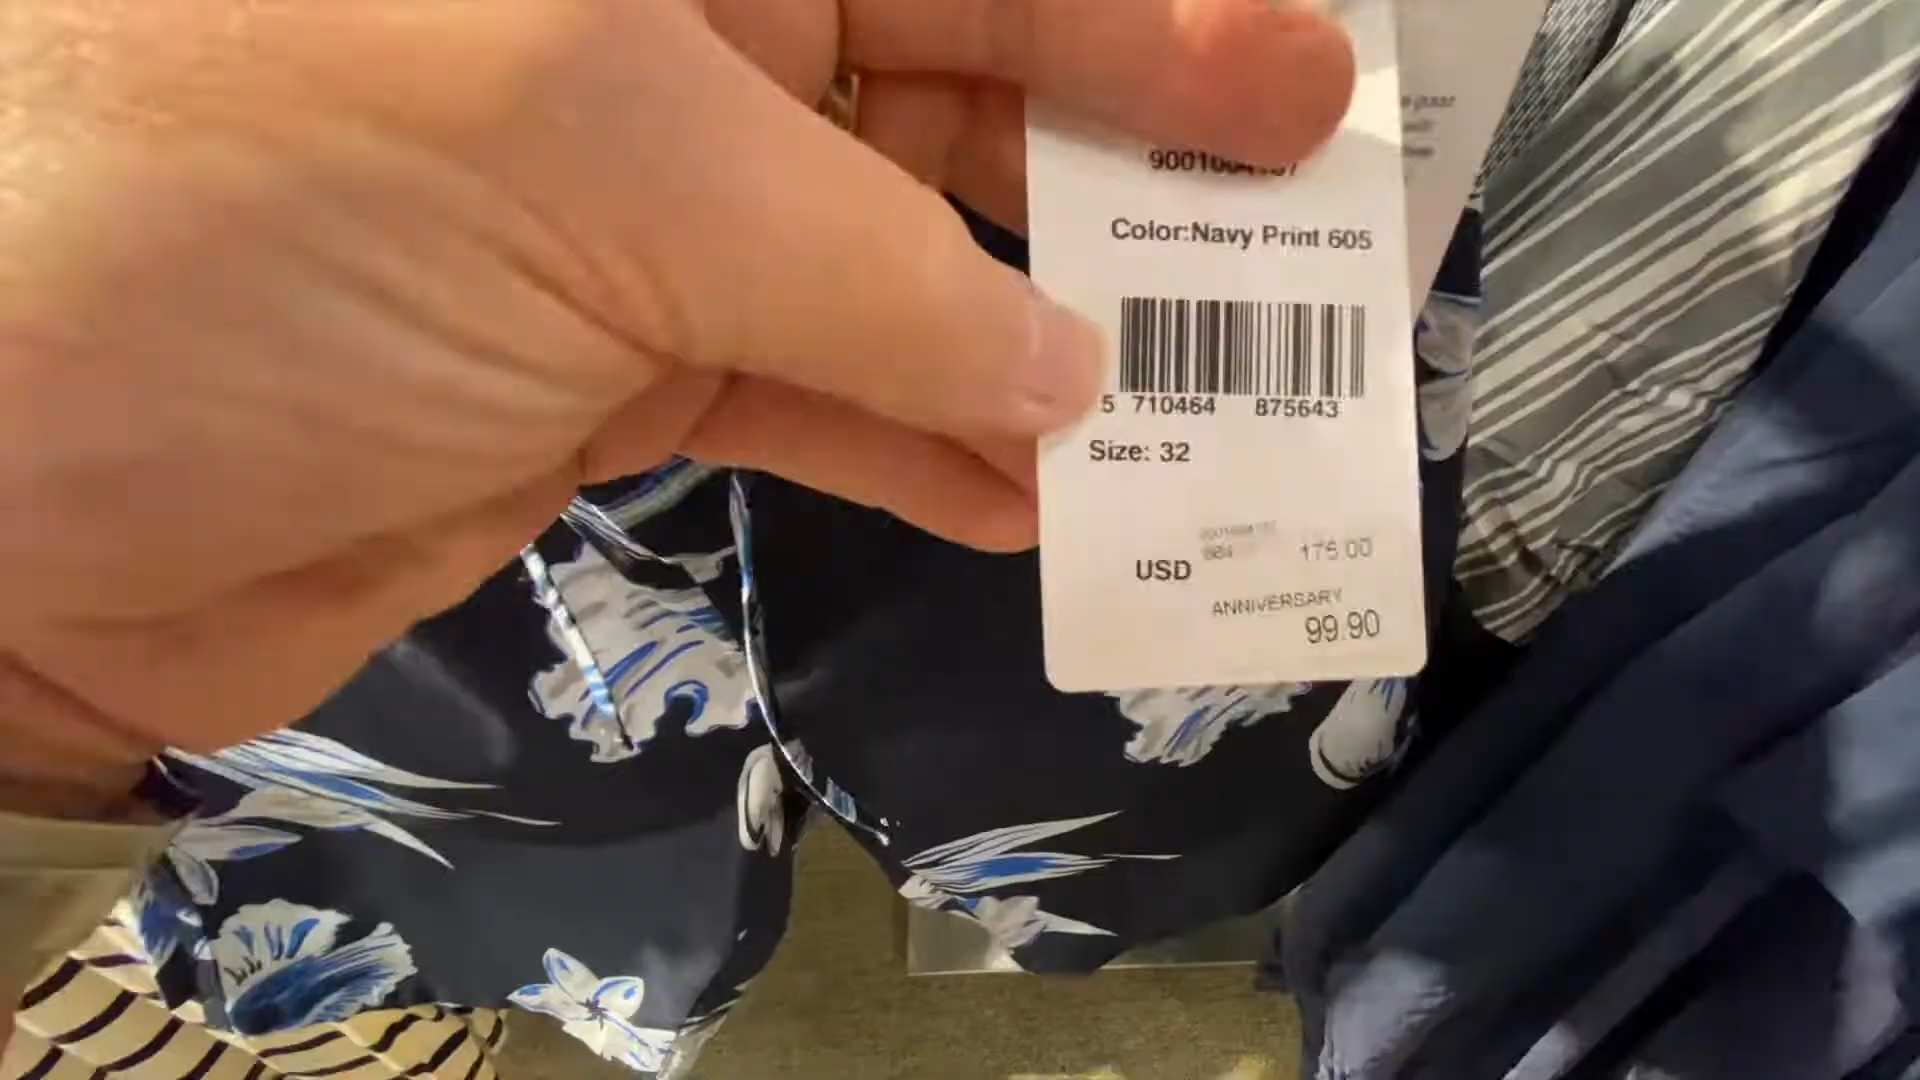 Color:Navy Print 605
5 710464 875643
Size: 32
175.00
USD
ANNIVERSARY
99.90